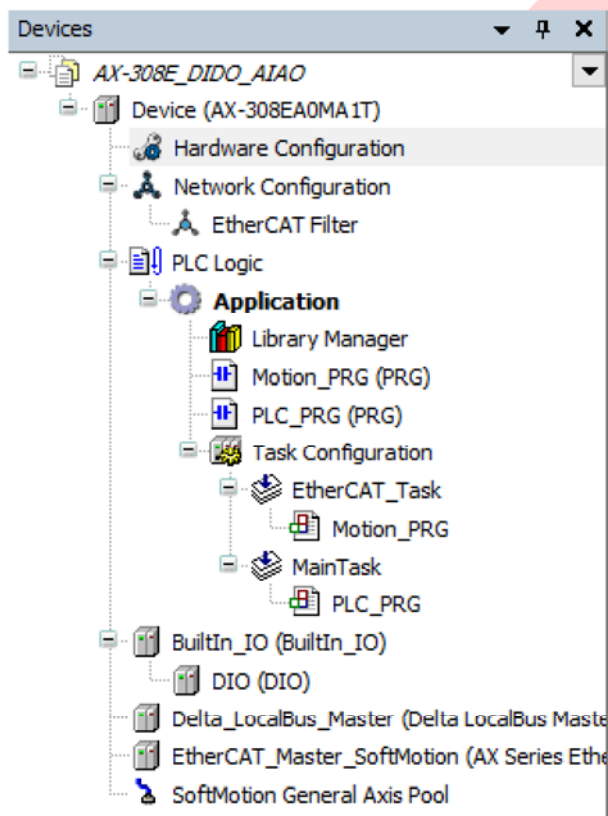 Devices
AX-308E_DIDO_AIAO
Device (AX-308EA0MA1T)
Hardware Configuration
Network Configuration
EtherCAT Filter
PLC Logic
Application
Library Manager
Motion_PRG (PRG)
PLC_PRG (PRG)
Task Configuration
EtherCAT_Task
Motion_PRG
MainTask
PLC_PRG
BuiltIn_IO (BuiltIn_IO)
DIO (DIO)
Delta_LocalBus_Master (Delta LocalBus Maste
EtherCAT_Master_SoftMotion (AX Series Ethe
SoftMotion General Axis Pool